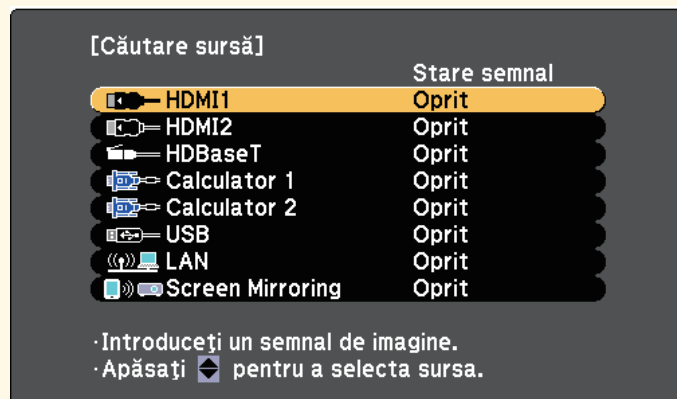 [Căutare sursă]
Stare semnal
HDMI1 Oprit
HDMI2 Oprit
HDBaseT Oprit
Calculator 1 Oprit
Calculator 2 Oprit
USB Oprit
LAN Oprit
Screen Mirroring Oprit
·Introduceţi un semnal de imagine.
·Apăsaţi pentru a selecta sursa.